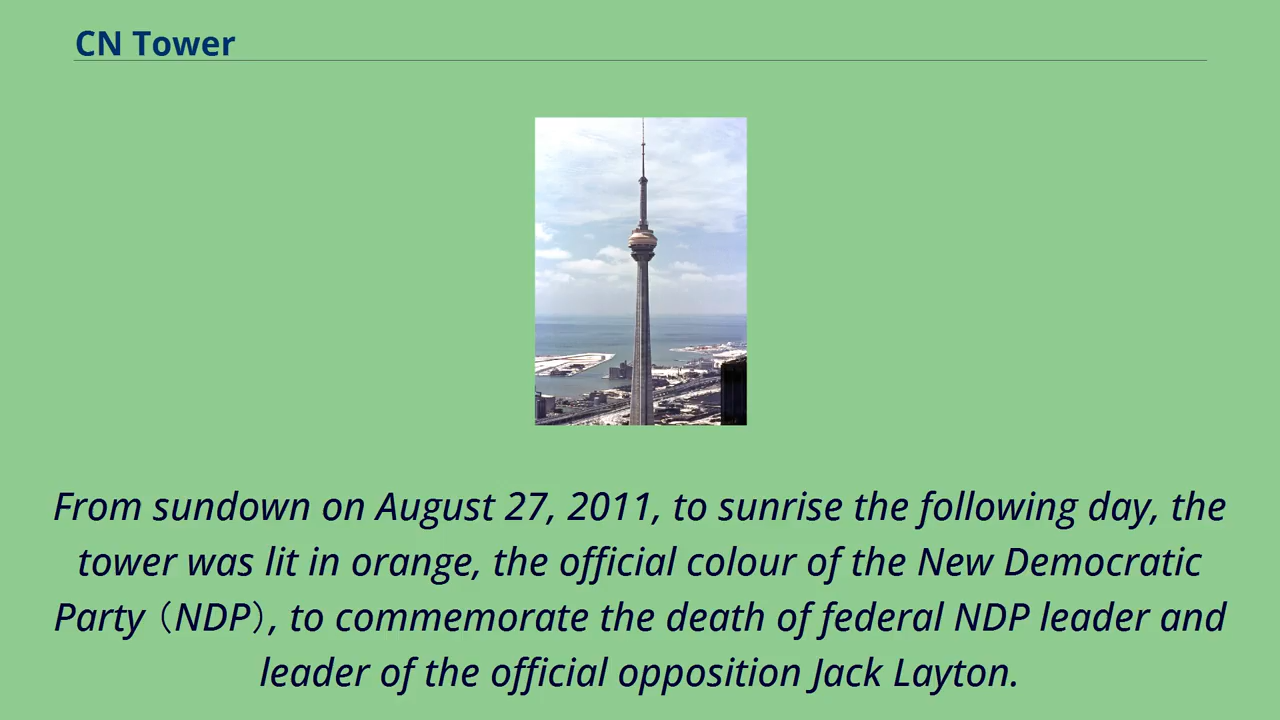 CN Tower
From sundown on August 27, 2011, to sunrise the following day, the
tower was lit in orange, the official colour of the New Democratic
Party（NDP）, to commemorate the death of federal NDP leader and
leader of the official opposition Jack Layton.